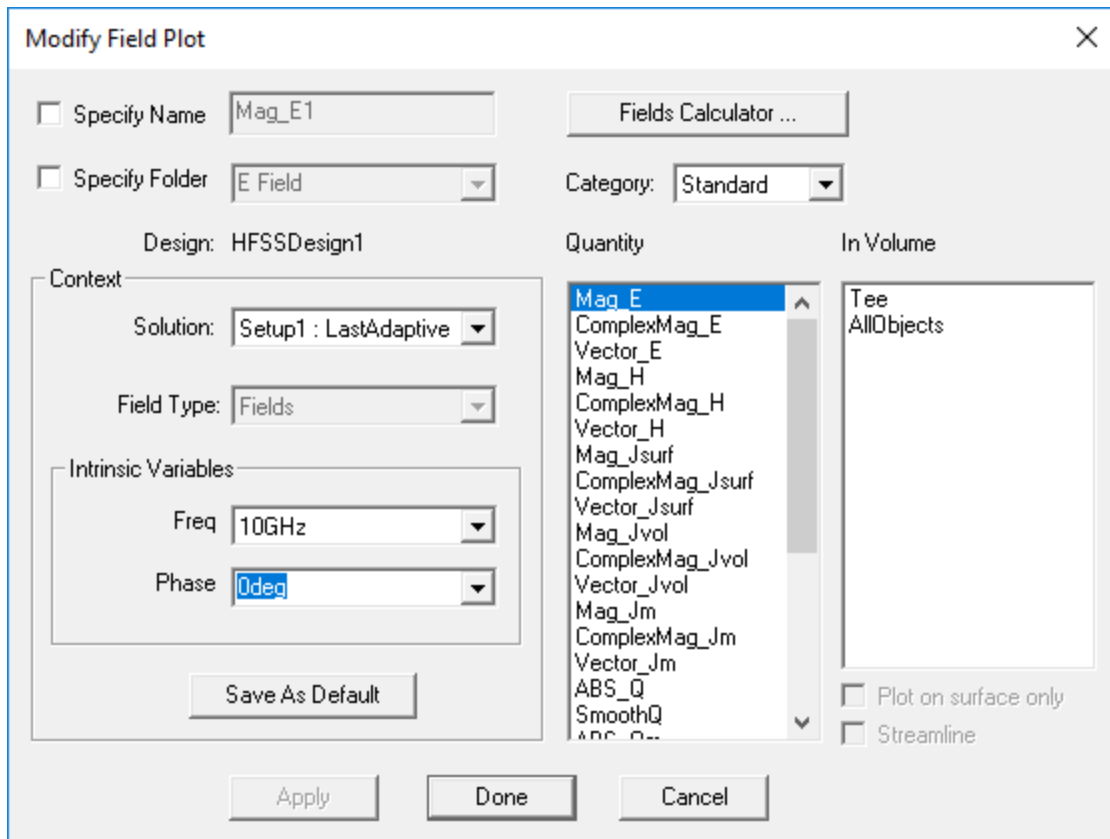 Modify Field Plot
Specify Name Mag_E1
Fields Calculator ...
Specify Folder E Field
Category: Standard
Design: HFSSDesign1
Context
Solution: Setup1 : LastAdaptive
Field Type: Fields
Intrinsic Variables
Freq 10GHz
Phase 0deg
Save As Default
Quantity
Mag_E
ComplexMag_E
Vector_E
Mag_H
ComplexMag_H
Vector_H
Mag_Jsurf
ComplexMag_Jsurf
Vector_Jsurf
Mag_Jvol
ComplexMag_Jvol
Vector_Jvol
Mag_Jm
ComplexMag_Jm
Vector_Jm
ABS_Q
SmoothQ
In Volume
Tee
AllObjects
Plot on surface only
Streamline
Apply
Done
Cancel